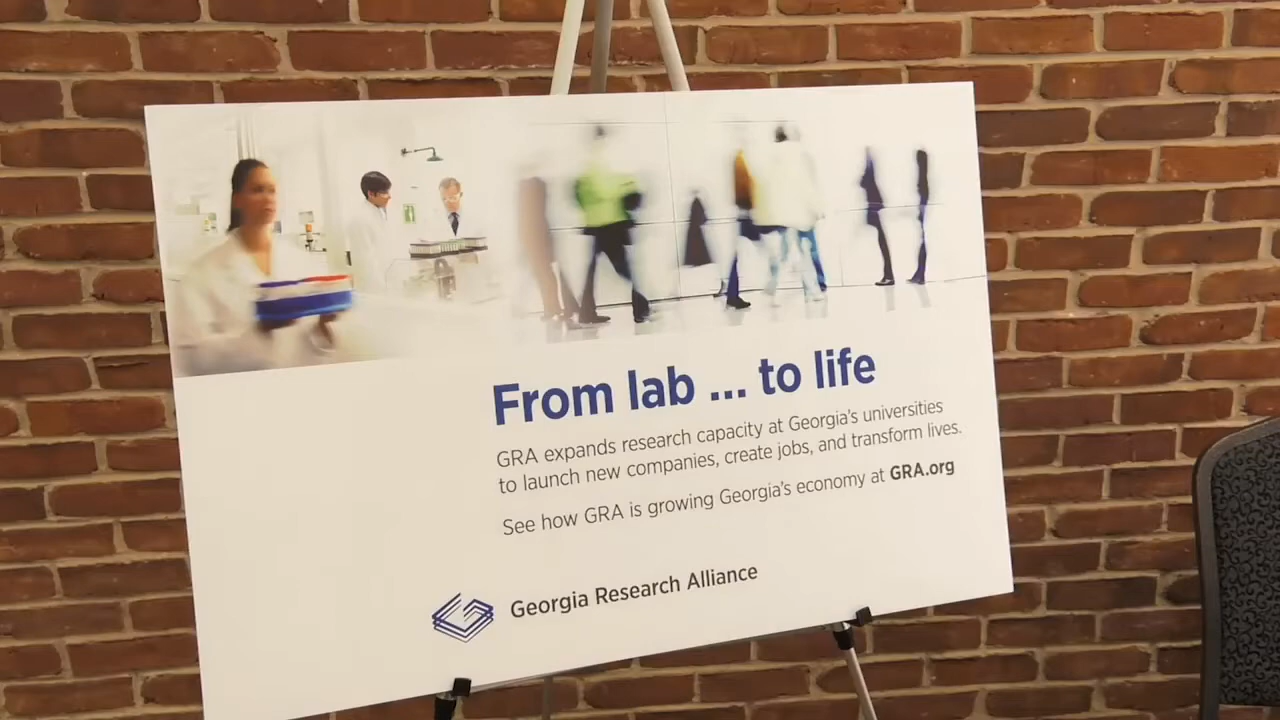 From lab ... to life
GRA expands research capacity at Georgia's universities
to launch new companies, create jobs, and transform lives.
See how GRA is growing Georgia's economy at GRA.org
Georgia Research Alliance